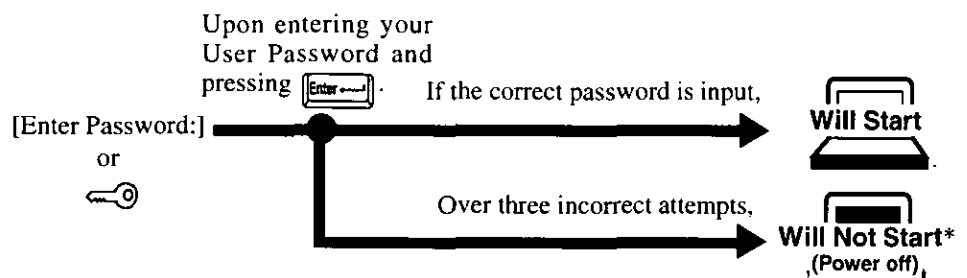 Upon entering your
User Password and
pressing Enter.
If the correct password is input,
[Enter Password:]
or
Will Start
Over three incorrect attempts,
Will Not Start*
(Power off)